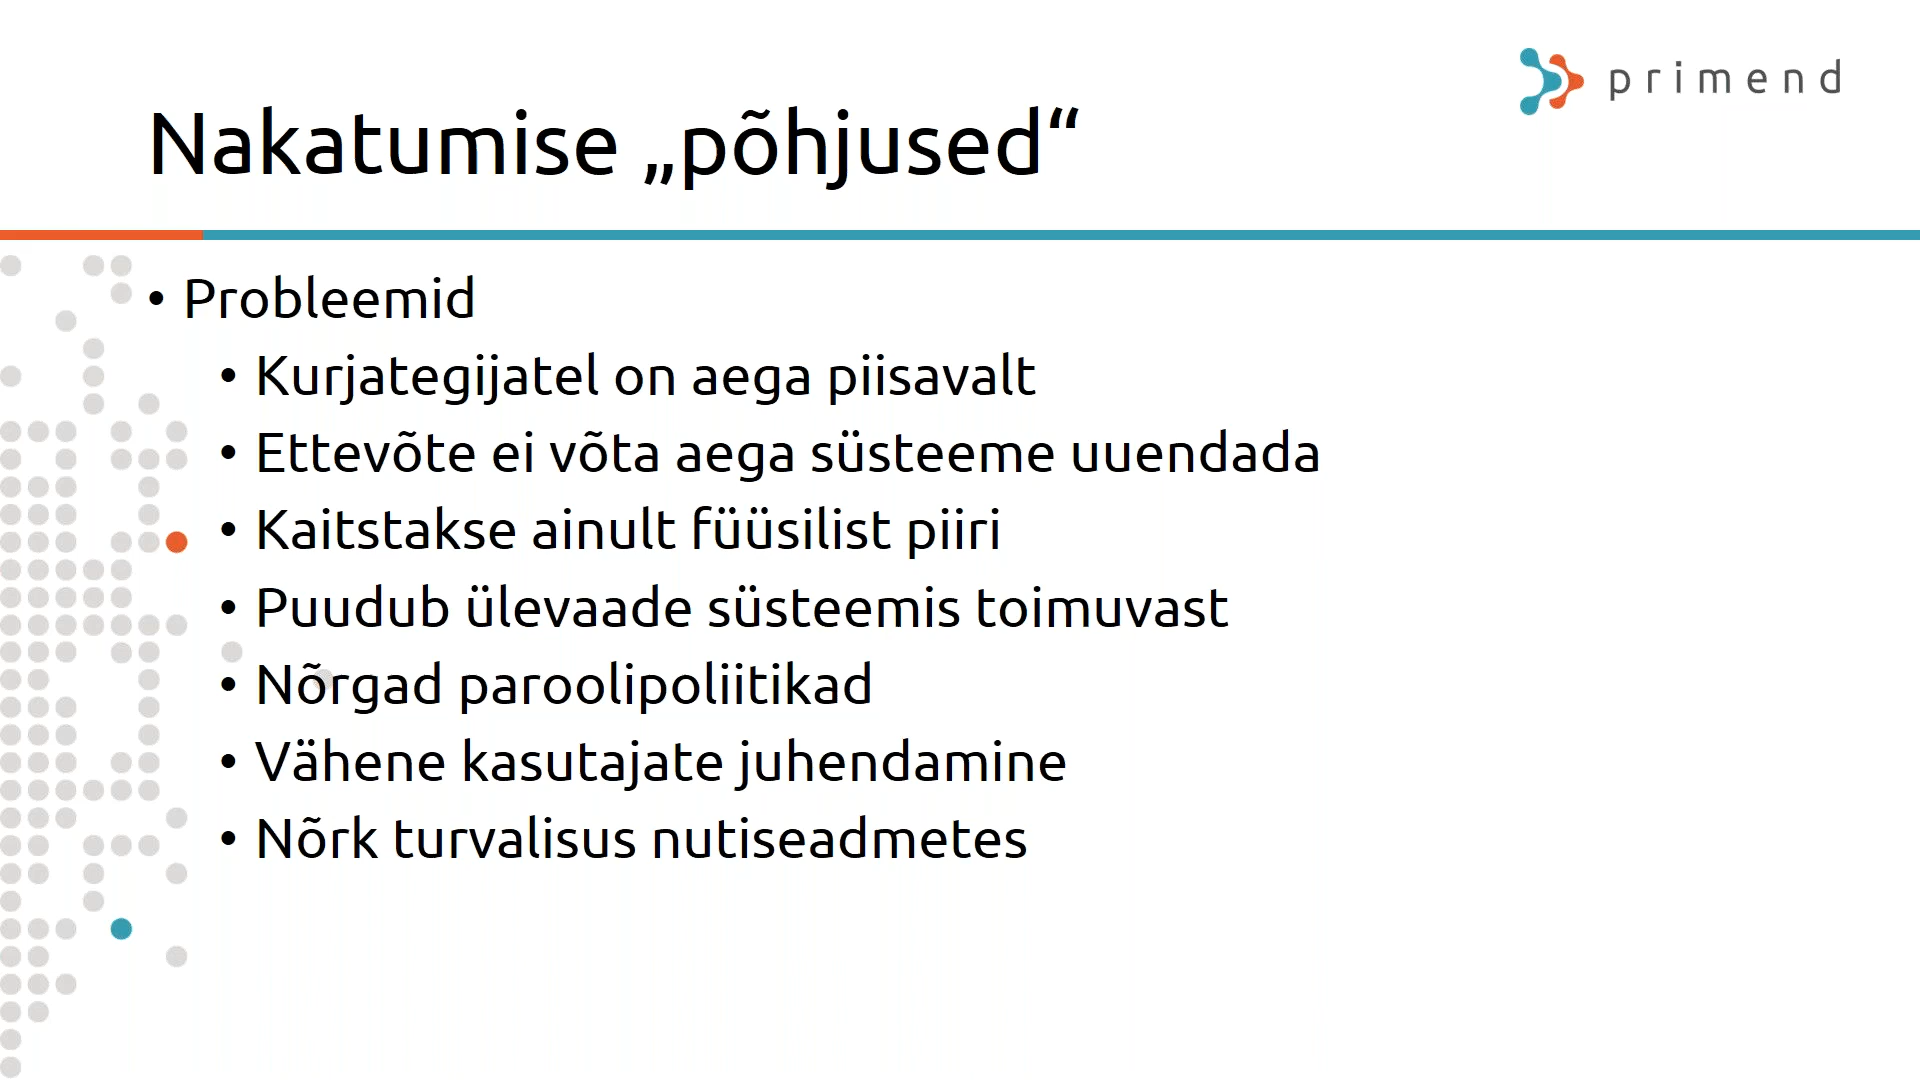 primend
Nakatumise „põhjused“
• Probleemid
• Kurjategijatel on aega piisavalt
• Ettevõte ei võta aega süsteeme uuendada
• Kaitstakse ainult füüsilist piiri
• Puudub ülevaade süsteemis toimuvast
• Nõrgad paroolipoliitikad
• Vähene kasutajate juhendamine
• Nõrk turvalisus nutiseadmetes